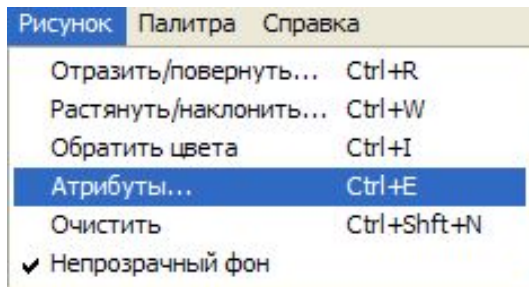 Рисунок Палитра Справка
Отразить/повернуть... Ctrl+R
Растянуть/наклонить... Ctrl+W
Обратить цвета Ctrl+I
Атрибуты... Ctrl+E
Очистить Ctrl+Shft+N
Непрозрачный фон